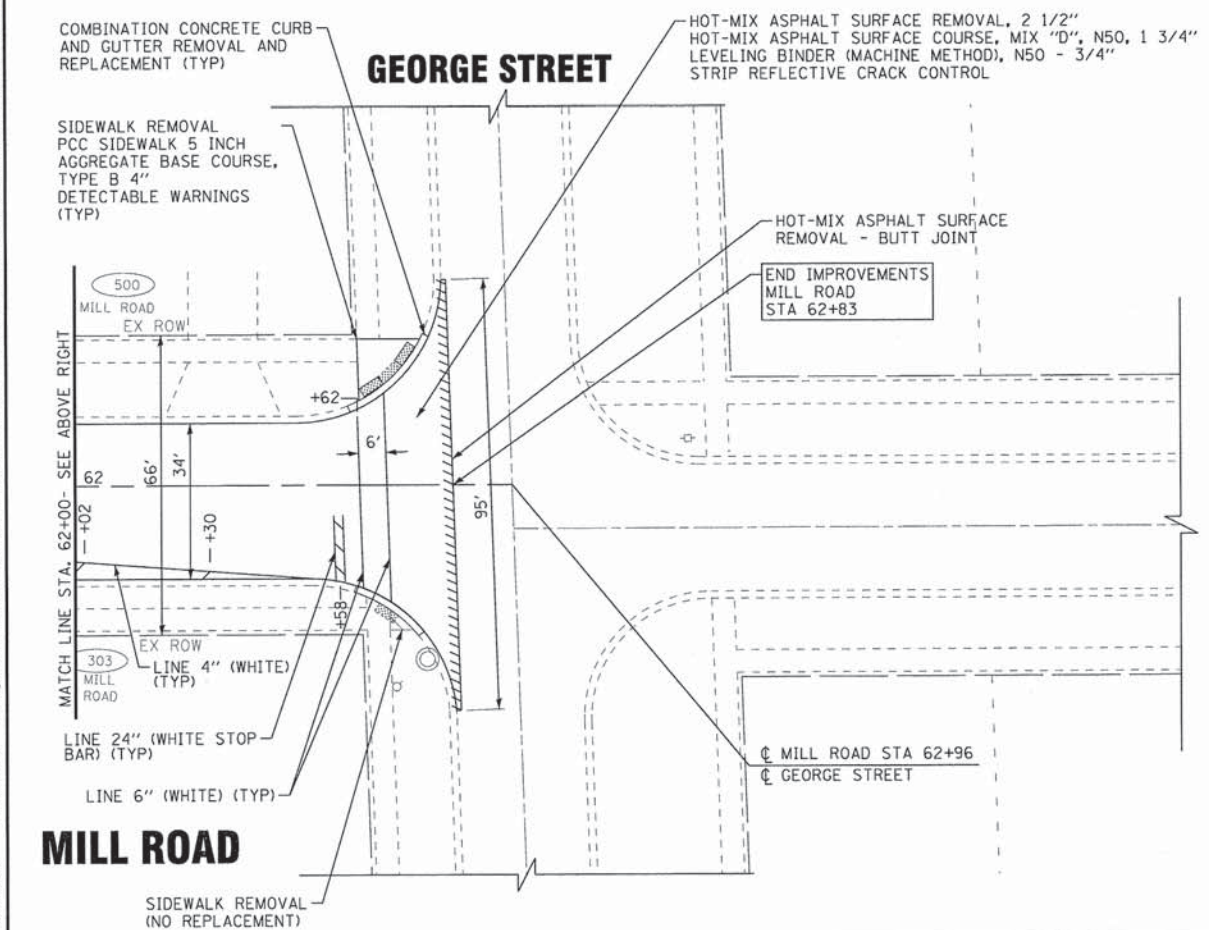 COMBINATION CONCRETE CURB
AND GUTTER REMOVAL AND
REPLACEMENT (TYP)
GEORGE STREET
HOT-MIX ASPHALT SURFACE REMOVAL, 2 1/2"
HOT-MIX ASPHALT SURFACE COURSE, MIX "D", N50, 1 3/4"
LEVELING BINDER (MACHINE METHOD), N50 - 3/4"
STRIP REFLECTIVE CRACK CONTROL
SIDEWALK REMOVAL
PCC SIDEWALK 5 INCH
AGGREGATE BASE COURSE,
TYPE B 4"
DETECTABLE WARNINGS
(TYP)
HOT-MIX ASPHALT SURFACE
REMOVAL - BUTT JOINT
END IMPROVEMENTS
MILL ROAD
STA 62+83
500
MILL ROAD
EX ROW
MATCH LINE STA. 62+00- SEE ABOVE RIGHT
+62
6'
66'
34'
62
95'
+02
+30
+58
EX ROW
303
MILL
ROAD
LINE 4" (WHITE)
(TYP)
LINE 24" (WHITE STOP
BAR) (TYP)
LINE 6" (WHITE) (TYP)
℄ MILL ROAD STA 62+96
℄ GEORGE STREET
MILL ROAD
SIDEWALK REMOVAL
(NO REPLACEMENT)